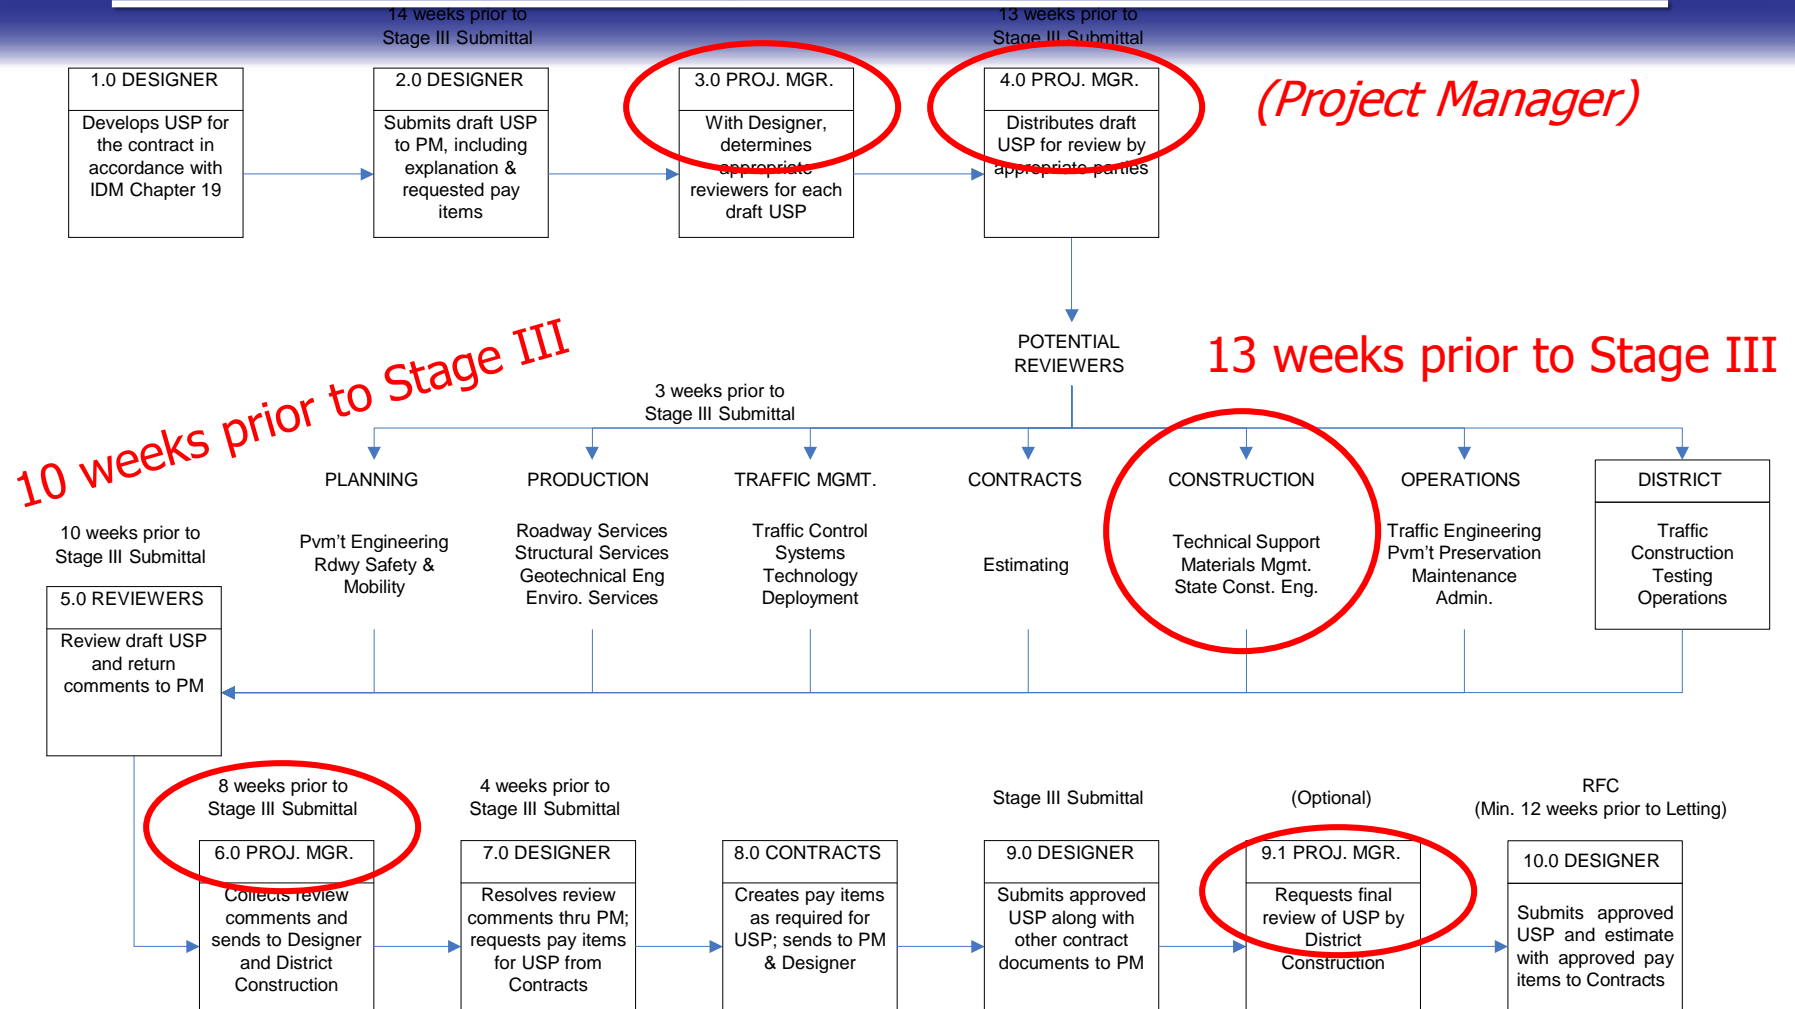 14 weeks prior to
Stage III Submittal
13 weeks prior to
Stage III Submittal
1.0 DESIGNER
Develops USP for
the contract in
accordance with
IDM Chapter 19
2.0 DESIGNER
Submits draft USP
to PM, including
explanation &
requested pay
items
3.0 PROJ. MGR.
With Designer,
determines
appropriate
reviewers for each
draft USP
4.0 PROJ. MGR.
Distributes draft
USP for review by
appropriate parties
(Project Manager)
POTENTIAL
REVIEWERS
13 weeks prior to Stage III
10 weeks prior to Stage III
3 weeks prior to
Stage III Submittal
PLANNING
Pvm't Engineering
Rdwy Safety &
Mobility
PRODUCTION
Roadway Services
Structural Services
Geotechnical Eng
Enviro. Services
TRAFFIC MGMT.
Traffic Control
Systems
Technology
Deployment
CONTRACTS
Estimating
CONSTRUCTION
Technical Support
Materials Mgmt.
State Const. Eng.
OPERATIONS
Traffic Engineering
Pvm't Preservation
Maintenance
Admin.
DISTRICT
Traffic
Construction
Testing
Operations
10 weeks prior to
Stage III Submittal
5.0 REVIEWERS
Review draft USP
and return
comments to PM
8 weeks prior to
Stage III Submittal
6.0 PROJ. MGR.
Collects review
comments and
sends to Designer
and District
Construction
4 weeks prior to
Stage III Submittal
7.0 DESIGNER
Resolves review
comments thru PM;
requests pay items
for USP from
Contracts
8.0 CONTRACTS
Creates pay items
as required for
USP; sends to PM
& Designer
Stage III Submittal
9.0 DESIGNER
Submits approved
USP along with
other contract
documents to PM
(Optional)
9.1 PROJ. MGR.
Requests final
review of USP by
District
Construction
RFC
(Min. 12 weeks prior to Letting)
10.0 DESIGNER
Submits approved
USP and estimate
with approved pay
items to Contracts